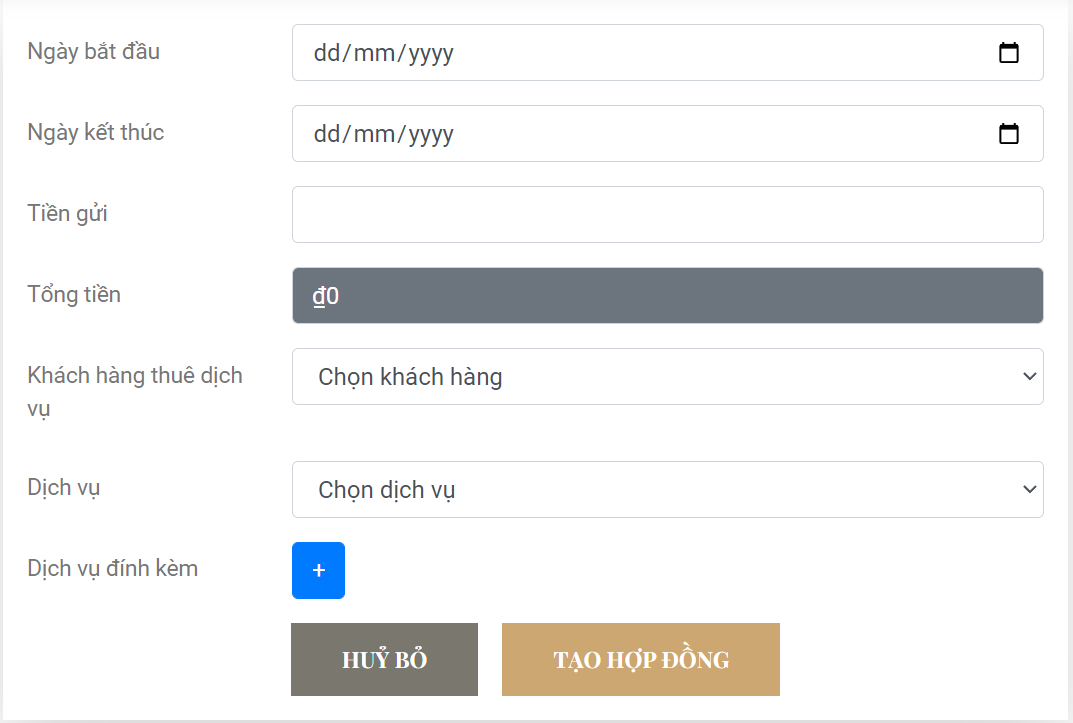 Ngày bắt đầu
dd/mm/yyyy
Ngày kết thúc
dd/mm/yyyy
Tiền gửi
Tổng tiền
₫0
Khách hàng thuê dịch
vụ
Chọn khách hàng
Dịch vụ
Chọn dịch vụ
Dịch vụ đính kèm
+
HUỶ BỎ
TẠO HỢP ĐỒNG